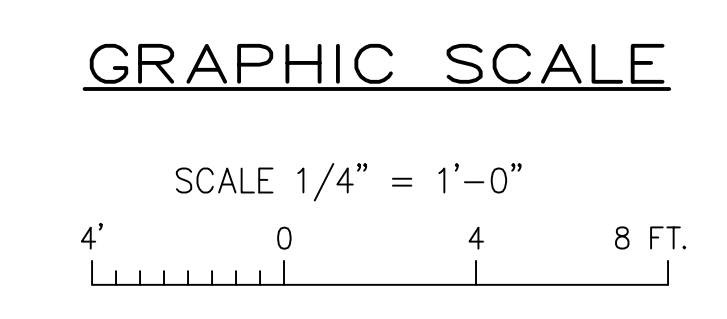 GRAPHIC SCALE
SCALE 1/4" = 1'-0"
4' 0 4 8 FT.